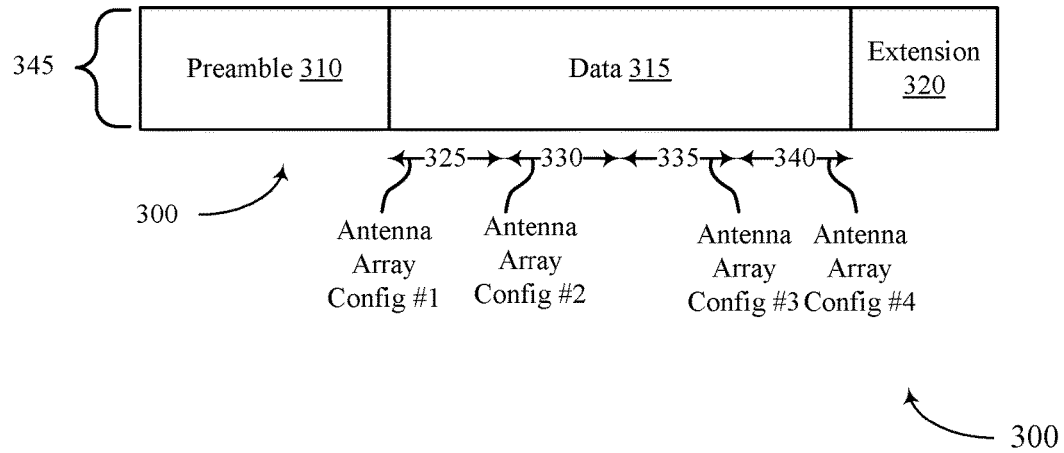 345
Preamble 310
Data 315
Extension
320
325
330
335
340
300
Antenna
Array
Config #1
Antenna
Array
Config #2
Antenna
Array
Config #3
Antenna
Array
Config #4
300